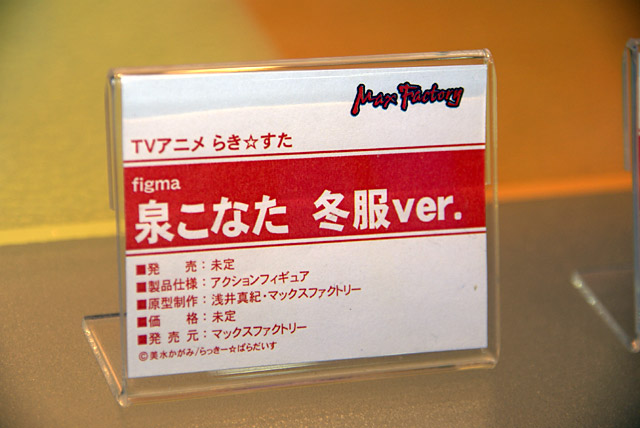 Max Factory
TVアニメ らき☆すた
figma
泉こなた 冬服ver.
■発　売：未定
■製品仕様：アクションフィギュア
■原型制作：浅井真紀・マックスファクトリー
■価　格：未定
■発売元：マックスファクトリー
©美水かがみ/らっきー☆ぱらだいす